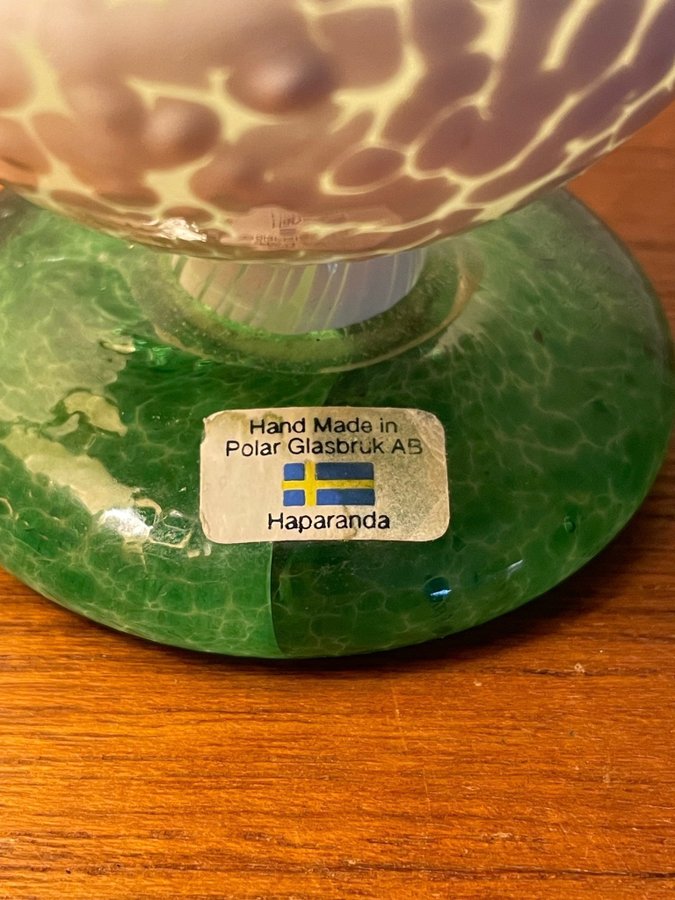 Hand Made in
Polar Glasbruk AB
Haparanda